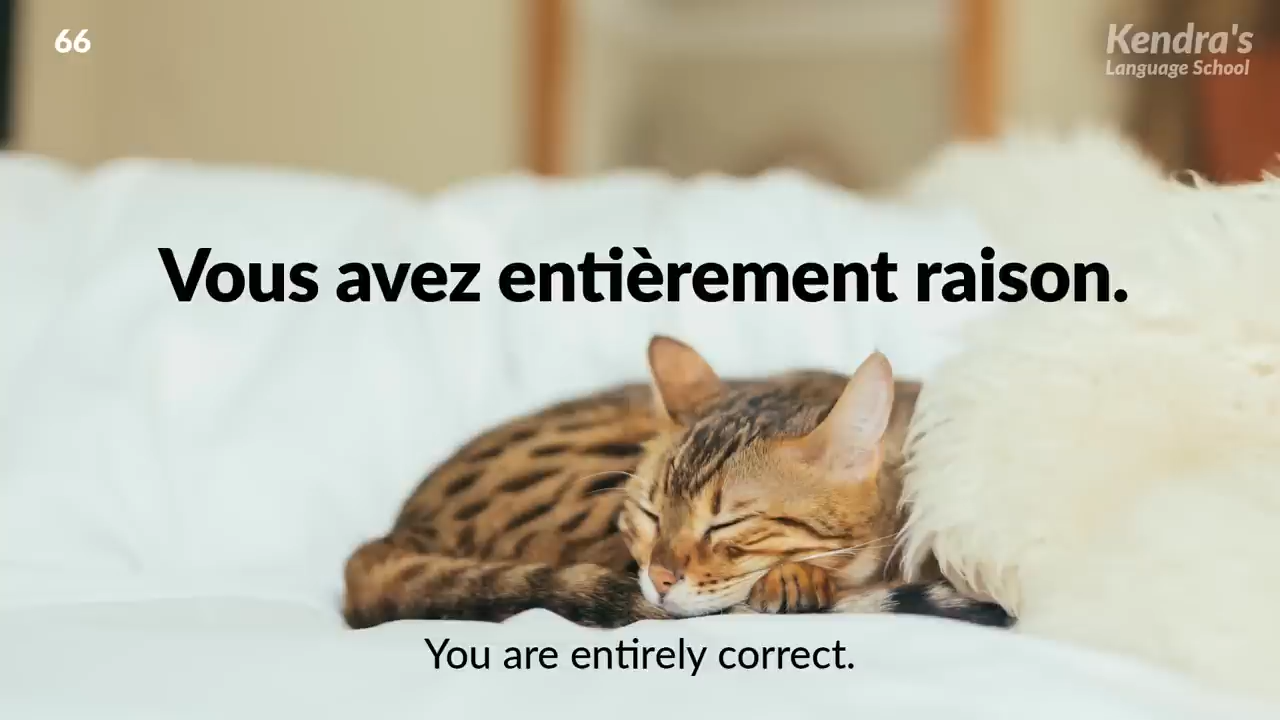 66
Kendra's
Language School
Vous avez entièrement raison.
You are entirely correct.